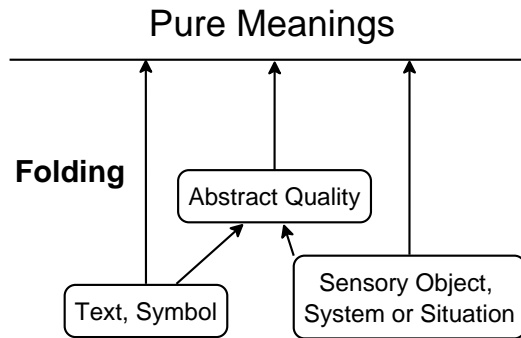 Pure Meanings
Folding
Abstract Quality
Text, Symbol
Sensory Object,
System or Situation